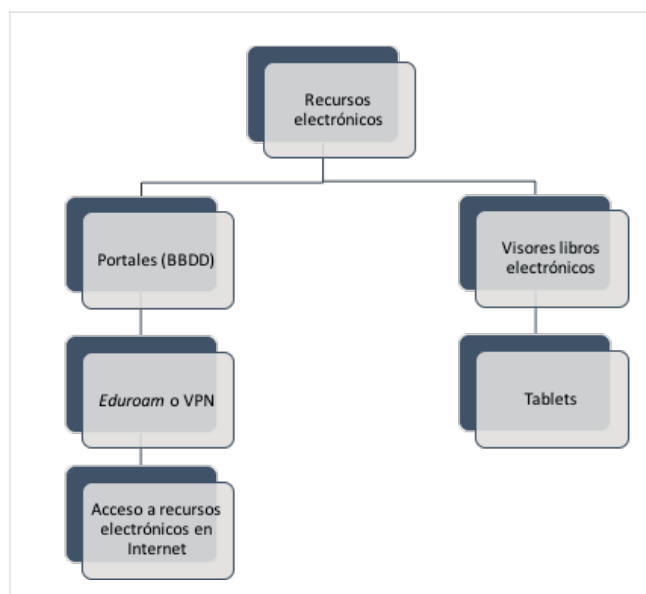 Recursos
electrónicos
Portales (BBDD)
Visores libros
electrónicos
Eduroam o VPN
Tablets
Acceso a recursos
electrónicos en
Internet